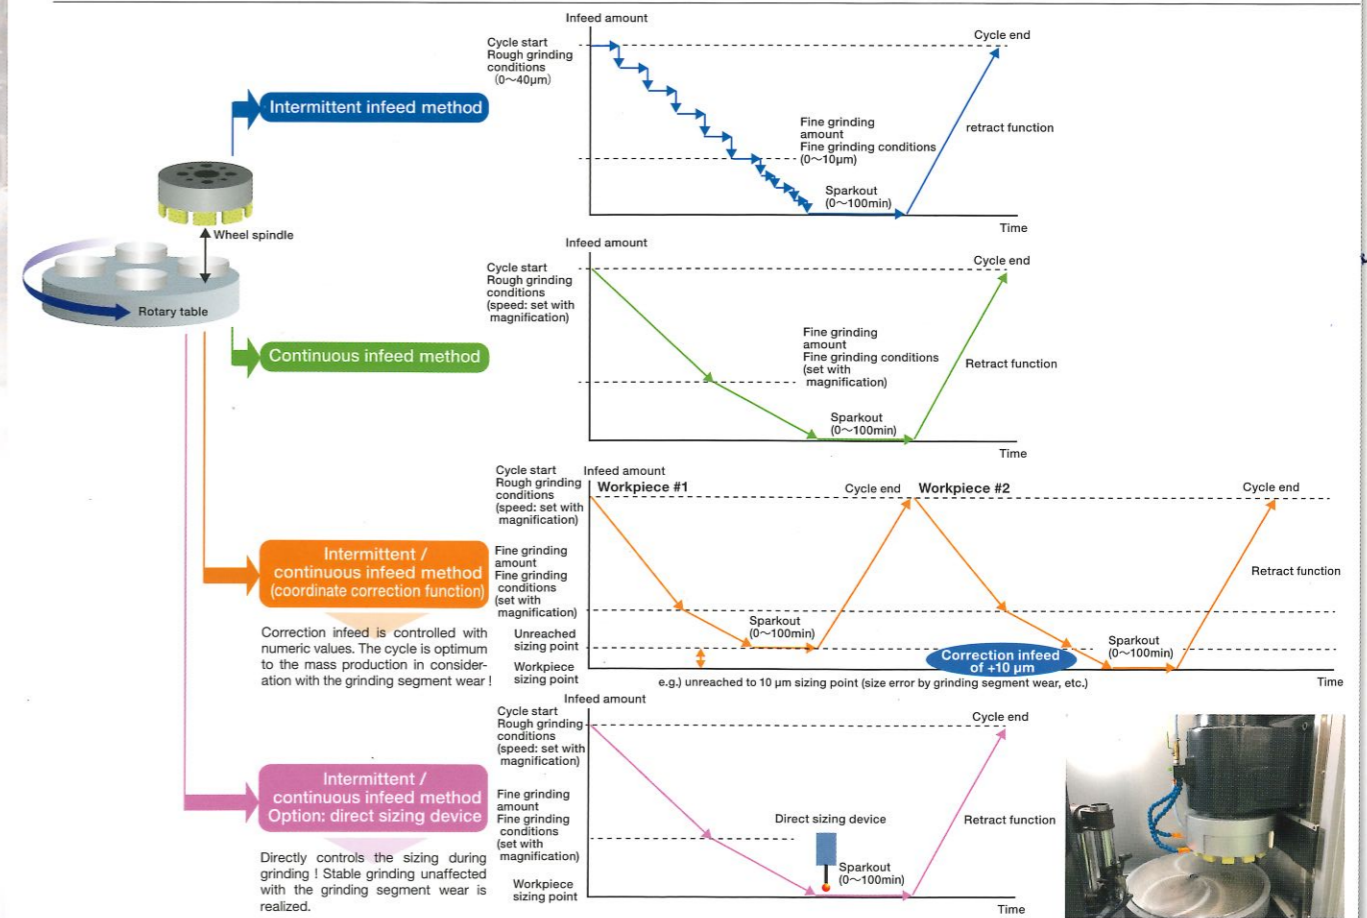 Infeed amount
Cycle start
Rough grinding
conditions
(0～40μm)
Cycle end
Intermittent infeed method
Fine grinding
amount
Fine grinding conditions
(0～10μm)
retract function
Sparkout
(0～100min)
Time
Wheel spindle
Rotary table
Infeed amount
Cycle start
Rough grinding
conditions
(speed: set with
magnification)
Cycle end
Continuous infeed method
Fine grinding
amount
Fine grinding conditions
(set with
magnification)
Retract function
Sparkout
(0～100min)
Time
Cycle start
Rough grinding
conditions
(speed: set with
magnification)
Infeed amount
Workpiece #1
Cycle end
Workpiece #2
Cycle end
Intermittent /
continuous infeed method
(coordinate correction function)
Fine grinding
amount
Fine grinding
conditions
(set with
magnification)
Retract function
Correction infeed is controlled with
numeric values. The cycle is optimum
to the mass production in consider-
ation with the grinding segment wear !
Unreached
sizing point
Workpiece
sizing point
Sparkout
(0～100min)
Correction infeed
of +10 μm
Sparkout
(0～100min)
e.g.) unreached to 10 μm sizing point (size error by grinding segment wear, etc.)
Time
Infeed amount
Cycle start
Rough grinding
conditions
(speed: set with
magnification)
Cycle end
Intermittent /
continuous infeed method
Option: direct sizing device
Fine grinding
amount
Fine grinding
conditions
(set with
magnification)
Direct sizing device
Retract function
Directly controls the sizing during
grinding ! Stable grinding unaffected
with the grinding segment wear is
realized.
Workpiece
sizing point
Sparkout
(0～100min)
Time